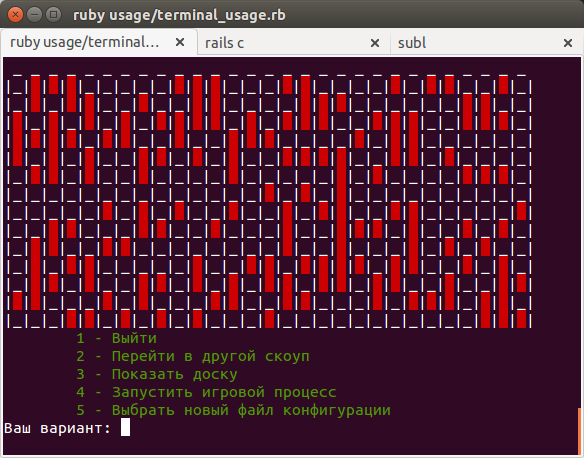 ruby usage/terminal_usage.rb
ruby usage/terminal...
rails c
subl
1 - Выйти
2 - Перейти в другой скоуп
3 - Показать доску
4 - Запустить игровой процесс
5 - Выбрать новый файл конфигурации
Ваш вариант: